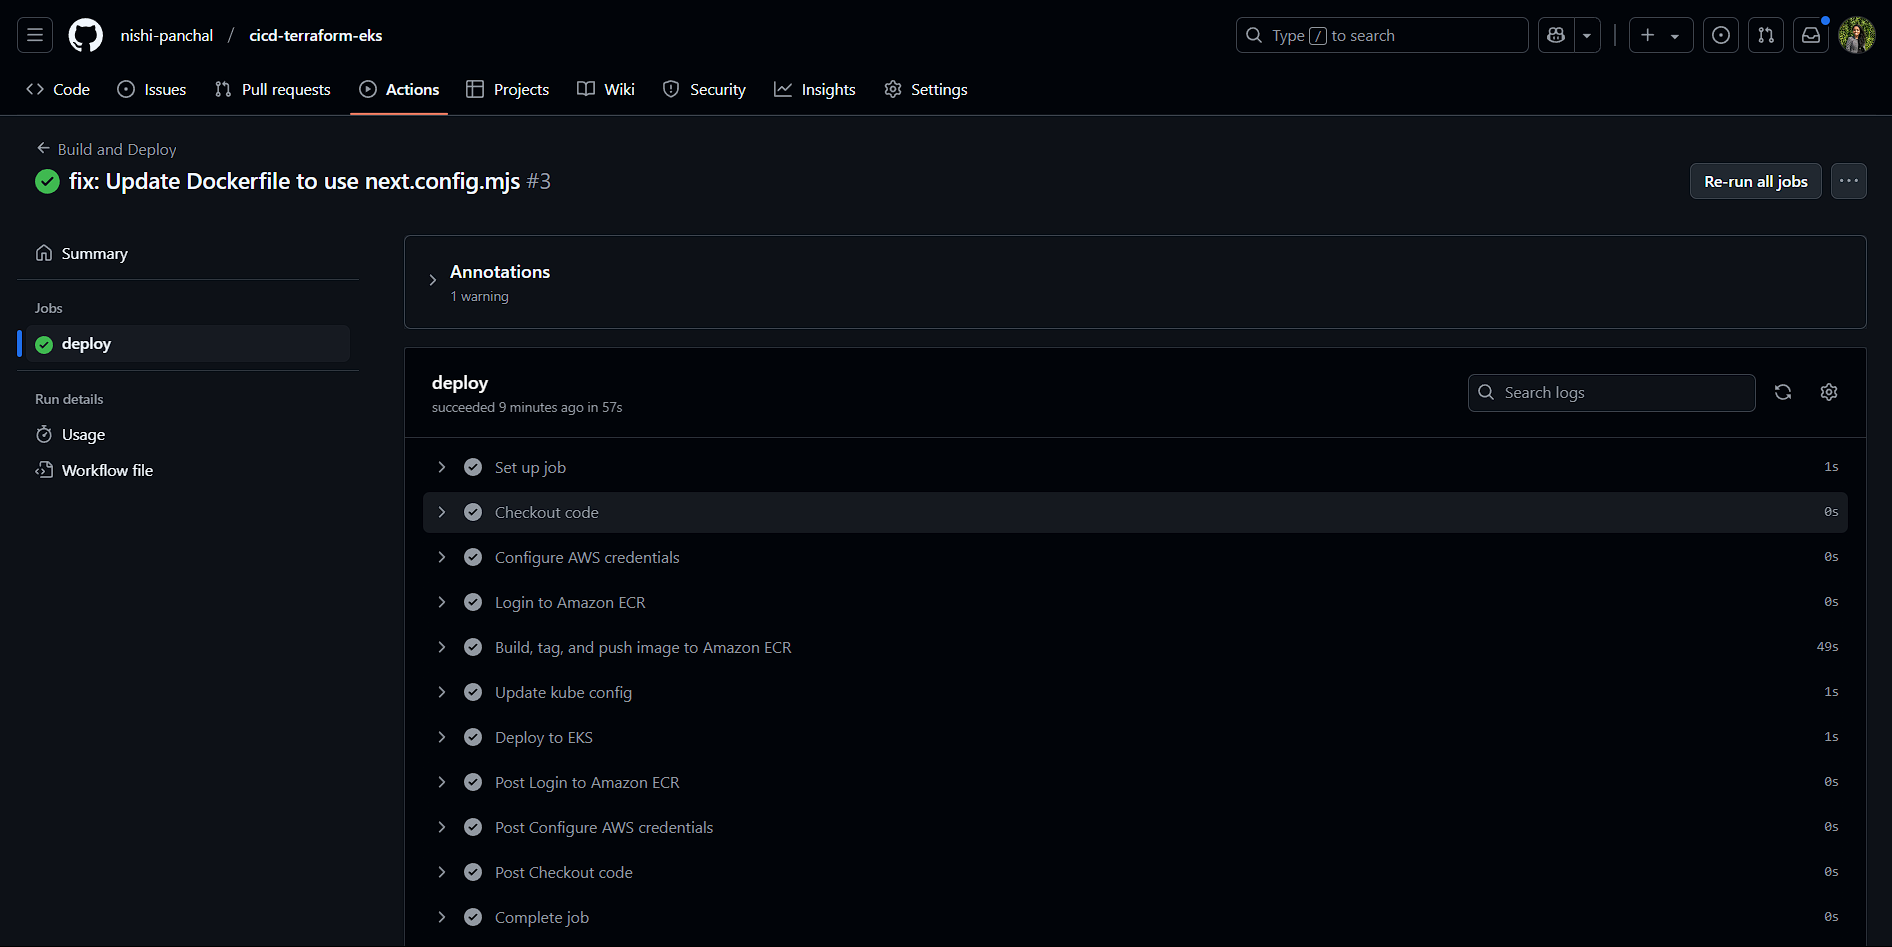 nishi-panchal / cicd-terraform-eks
Type / to search
Code Issues Pull requests Actions Projects Wiki Security Insights Settings
Build and Deploy
fix: Update Dockerfile to use next.config.mjs #3
Re-run all jobs
Summary
Jobs
deploy
Run details
Usage
Workflow file
Annotations
1 warning
deploy
succeeded 9 minutes ago in 57s
Search logs
Set up job 1s
Checkout code 0s
Configure AWS credentials 0s
Login to Amazon ECR 0s
Build, tag, and push image to Amazon ECR 49s
Update kube config 1s
Deploy to EKS 1s
Post Login to Amazon ECR 0s
Post Configure AWS credentials 0s
Post Checkout code 0s
Complete job 0s